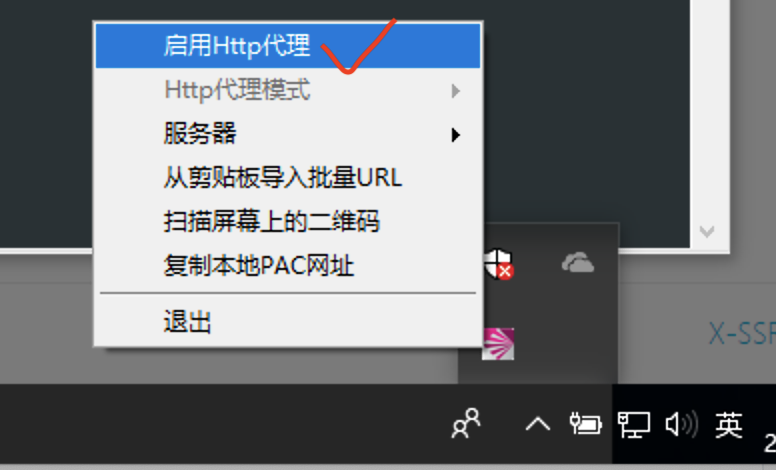 启用Http代理
Http代理模式
服务器
从剪贴板导入批量URL
扫描屏幕上的二维码
复制本地PAC网址
退出
X-SSR
英
2